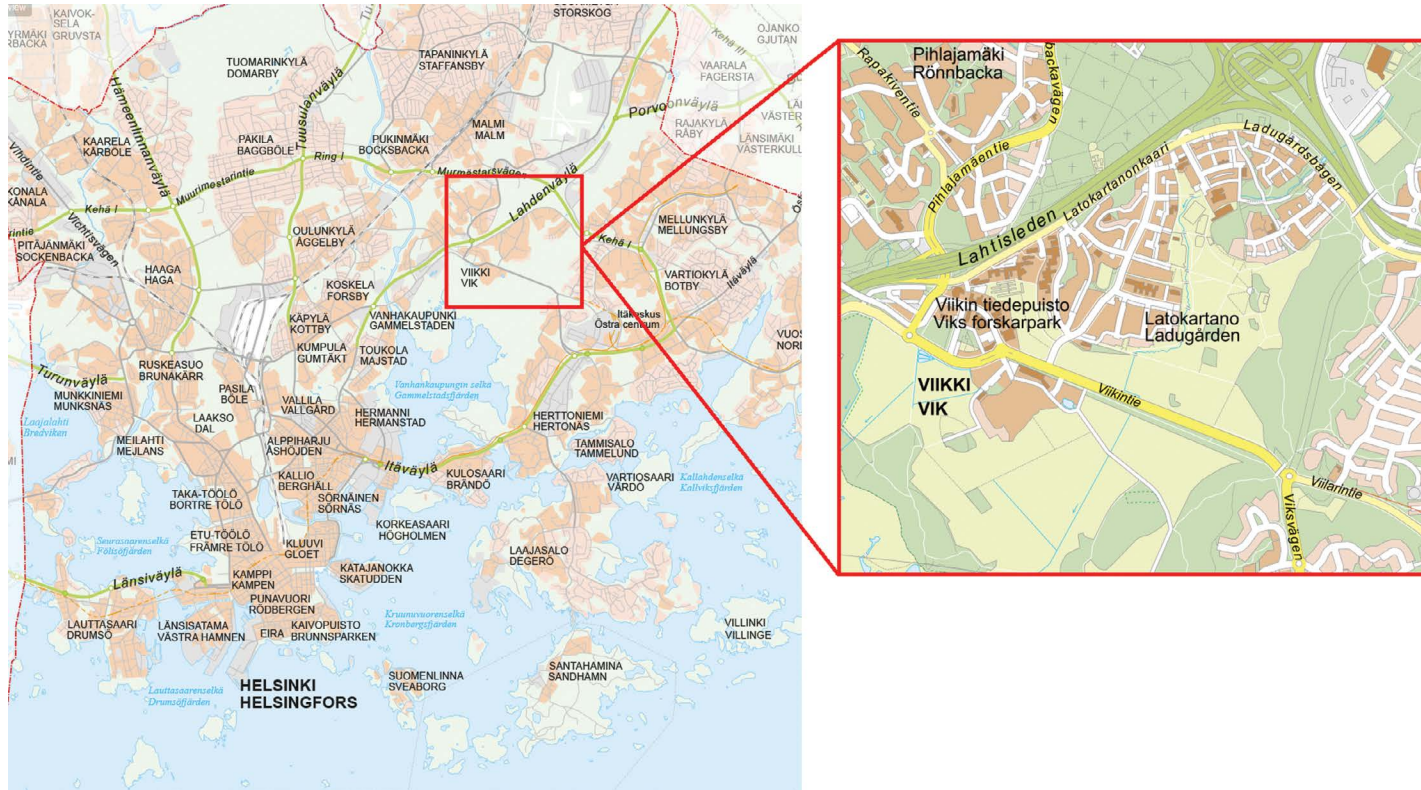 KAIVOK-
SELA
GRUVSTA
STORSKOG
OJANKO
GJUTAN
Kehä III
TAPANINKYLÄ
STAFFANSBY
TUOMARINKYLÄ
DOMARBY
VAARALA
FAGERSTA
Hämeenlinnanväylä
Tuusulanväylä
Porvoonväylä
MALMI
MALM
RAJAKYLÄ
RÅBY
LÄNSIMÄKI
VÄSTERKULL
KAARELA
KÅRBÖLE
PAKILA
BAGGBÖLE
PUKINMÄKI
BOCKSBACKA
Ring I
Vihdintie
Murmästarsvägen
Lahdenväylä
Muurimestarintie
KONALA
KÅNALA
Kehä I
MELLUNKYLÄ
MELLUNGSBY
Kehä I
PITÄJÄNMÄKI
SOCKENBACKA
Vichtisvägen
OULUNKYLÄ
ÅGGELBY
HAAGA
HAGA
VIIKKI
VIK
VARTIOKYLÄ
BOTBY
Itäväylä
KOSKELA
FORSBY
KÄPYLÄ
KOTTBY
VANHAKAUPUNKI
GAMMELSTADEN
Itäkeskus
Östra centrum
KUMPULA
GUMTÄKT
TOUKOLA
MAJSTAD
RUSKEASUO
BRUNAKÄRR
Turunväylä
MUNKKINIEMI
MUNKSNÄS
PASILA
BÖLE
Vanhankaupungin selkä
Gammelstadsfjärden
VALLILA
VALLGÅRD
HERMANNI
HERMANSTAD
LAAKSO
DAL
HERTTONIEMI
HERTONÄS
Laajalahti
Bredviken
MEILAHTI
MEJLANS
ALPPIHARJU
ÅSHÖJDEN
TAMMISALO
TAMMELUND
Itäväylä
KULOSAARI
BRÄNDÖ
KALLIO
BERGHÄLL
VARTIOSAARI
VÅRDÖ
Kallahdenselkä
Kallviksfjärden
TAKA-TÖÖLÖ
BORTRE TÖLÖ
SÖRNÄINEN
SÖRNÄS
KORKEASAARI
HÖGHOLMEN
ETU-TÖÖLÖ
FRÄMRE TÖLÖ
KLUUVI
GLOET
Seurasaarenselkä
Fölisöfjärden
LAAJASALO
DEGERÖ
KATAJANOKKA
SKATUDDEN
Länsiväylä
KAMPPI
KAMPEN
PUNAVUORI
RÖDBERGEN
Kruunuvuorenselkä
Kronbergsfjärden
LAUTTASAARI
DRUMSÖ
LÄNSISATAMA
VÄSTRA HAMNEN
EIRA
KAIVOPUISTO
BRUNNSPARKEN
VILLINKI
VILLINGE
SANTAHAMINA
SANDHAMN
SUOMENLINNA
SVEABORG
HELSINKI
HELSINGFORS
Lauttasaarenselkä
Drumsöfjärden
Pihlajamäki
Rönnbacka
Rapakiventie
backavägen
Pihlajamäentie
Ladugårdsbågen
Latokartanonkaari
Lahtisleden
Viikin tiedepuisto
Viks forskarpark
Latokartano
Ladugården
VIIKKI
VIK
Viikintie
Viilarintie
Viksvägen